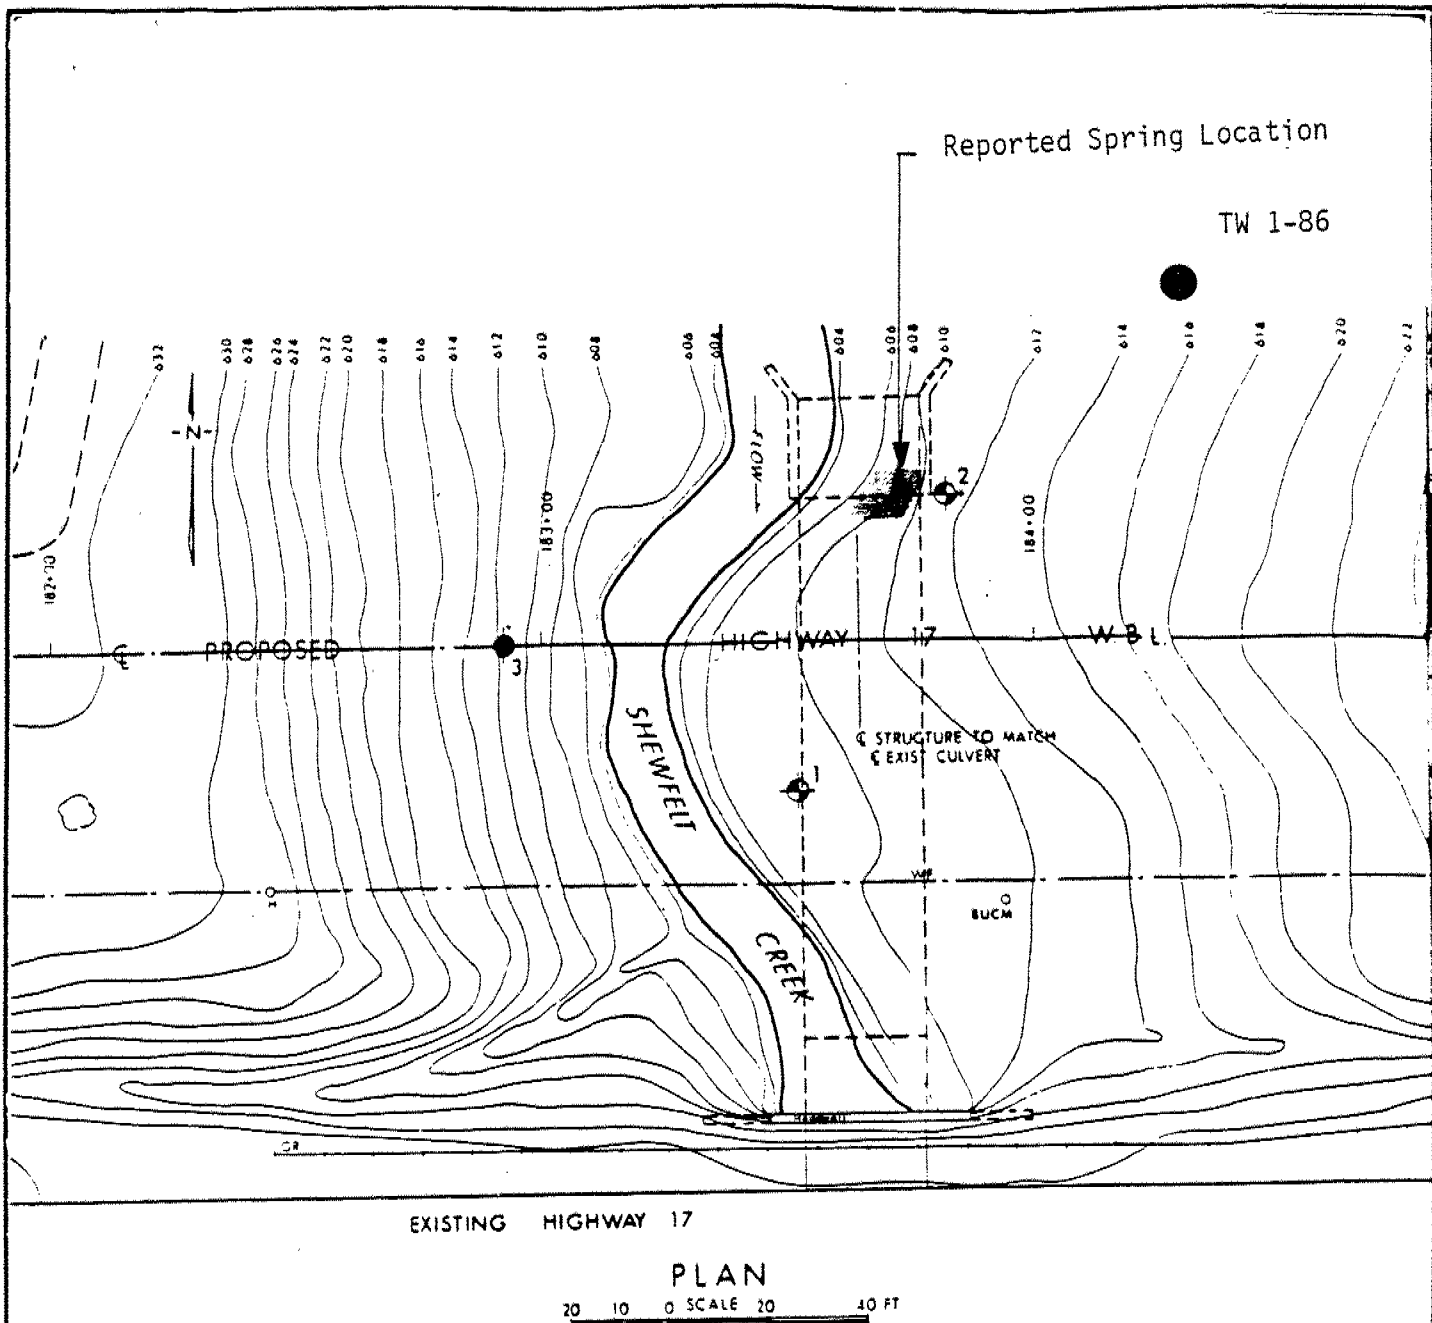 Reported Spring Location
TW 1-86
632 630 628 626 624 622 620 618 616 614 612 610 608 606 604 604 606 608 610 612 614 616 618 620 622
-N-
FLOW
2
182+00
183+00
184+00
℄ PROPOSED HIGHWAY 17 W B L
3
SHEWFELT
℄ STRUCTURE TO MATCH
℄ EXIST CULVERT
1
BUCM
CREEK
GR
EXISTING HIGHWAY 17
PLAN
20 10 0 SCALE 20 40 FT